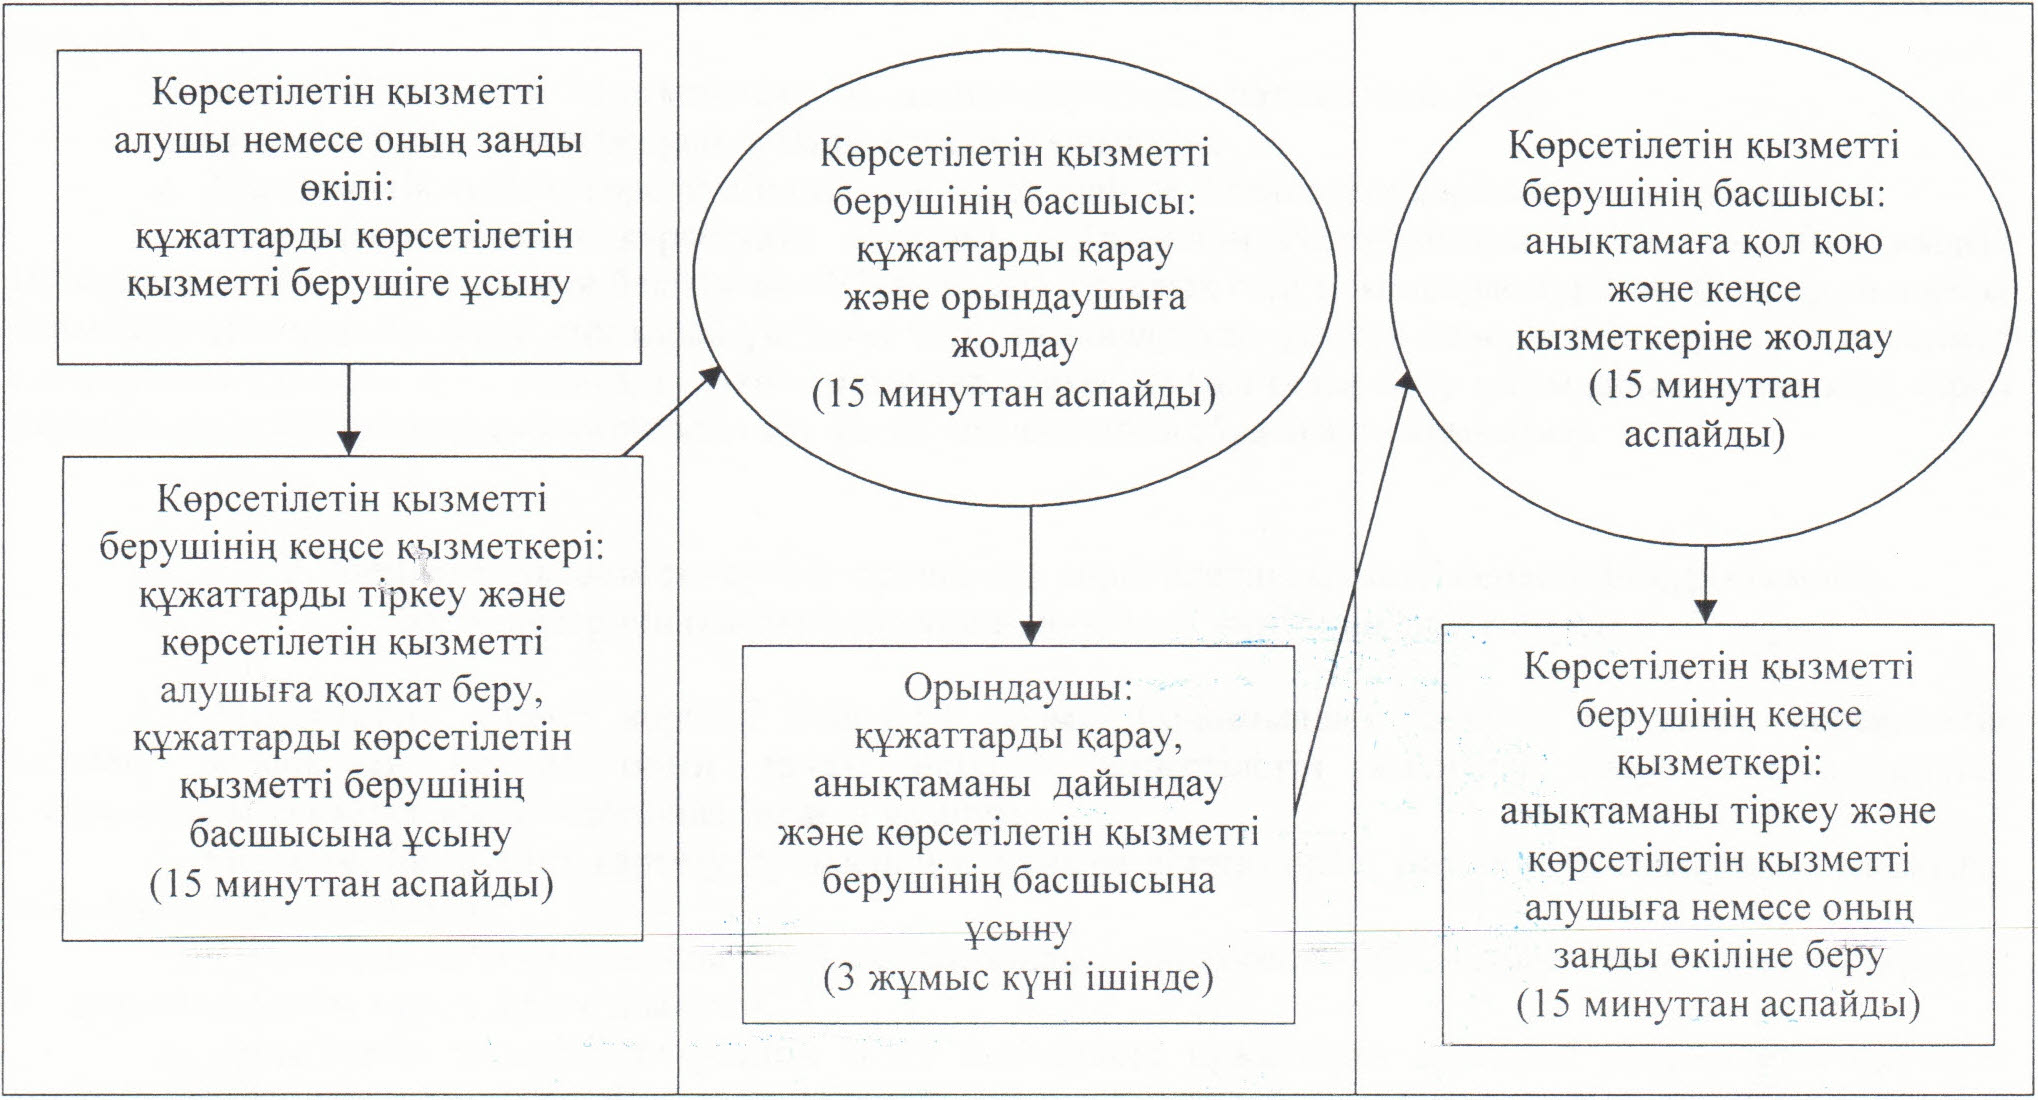 Көрсетілетін қызметті
алушы немесе оның заңды
өкілі:
құжаттарды көрсетілетін
қызметті берушіге ұсыну
Көрсетілетін қызметті
берушінің кеңсе қызметкері:
құжаттарды тіркеу және
көрсетілетін қызметті
алушыға қолхат беру,
құжаттарды көрсетілетін
қызметті берушінің
басшысына ұсыну
(15 минуттан аспайды)
Көрсетілетін қызметті
берушінің басшысы:
құжаттарды қарау
және орындаушыға
жолдау
(15 минуттан аспайды)
Орындаушы:
құжаттарды қарау,
анықтаманы дайындау
және көрсетілетін қызметті
берушінің басшысына
ұсыну
(3 жұмыс күні ішінде)
Көрсетілетін қызметті
берушінің басшысы:
анықтамаға қол қою
және кеңсе
қызметкеріне жолдау
(15 минуттан
аспайды)
Көрсетілетін қызметті
берушінің кеңсе
қызметкері:
анықтаманы тіркеу және
көрсетілетін қызметті
алушыға немесе оның
заңды өкіліне беру
(15 минуттан аспайды)